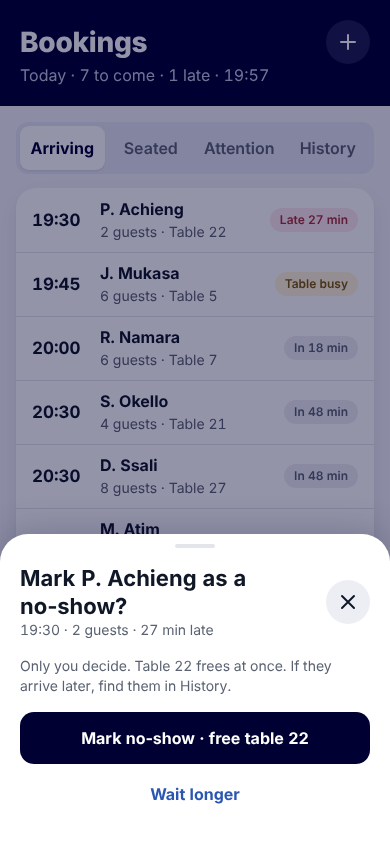 Bookings
Today · 7 to come · 1 late · 19:57
Arriving
Seated
Attention
History
19:30
P. Achieng
2 guests · Table 22
Late 27 min
19:45
J. Mukasa
6 guests · Table 5
Table busy
20:00
R. Namara
6 guests · Table 7
In 18 min
20:30
S. Okello
4 guests · Table 21
In 48 min
20:30
D. Ssali
8 guests · Table 27
In 48 min
M. Atim
Mark P. Achieng as a
no-show?
19:30 · 2 guests · 27 min late
Only you decide. Table 22 frees at once. If they
arrive later, find them in History.
Mark no-show · free table 22
Wait longer